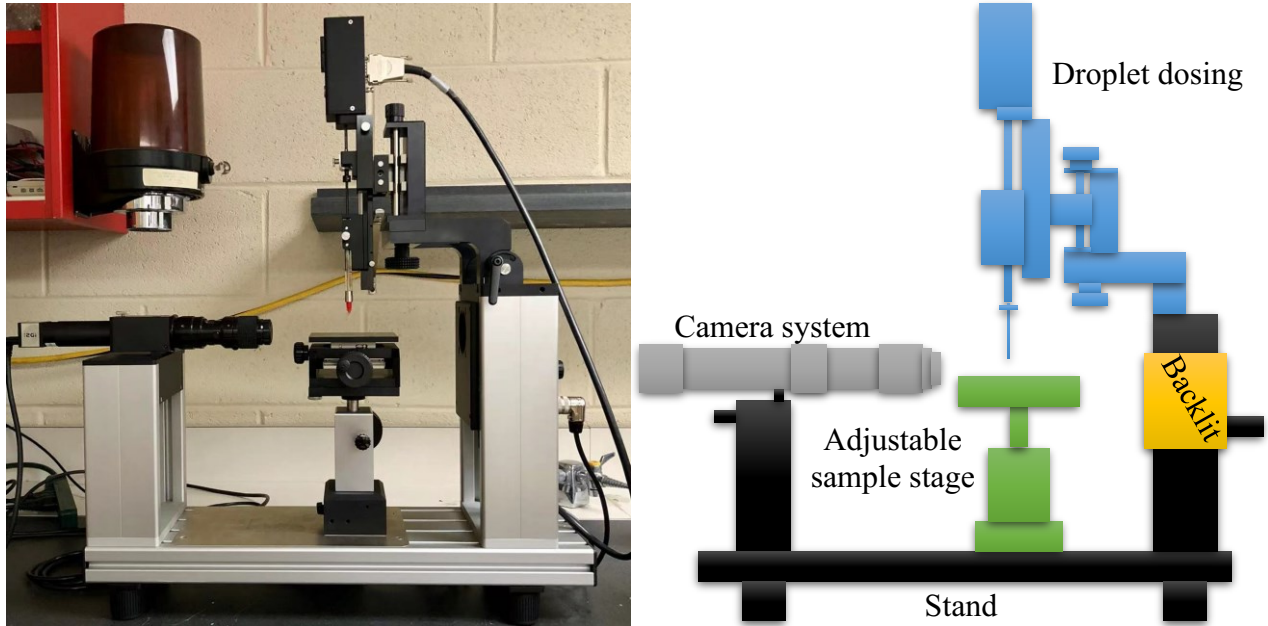 Droplet dosing
Camera system
Backlit
Adjustable
sample stage
Stand